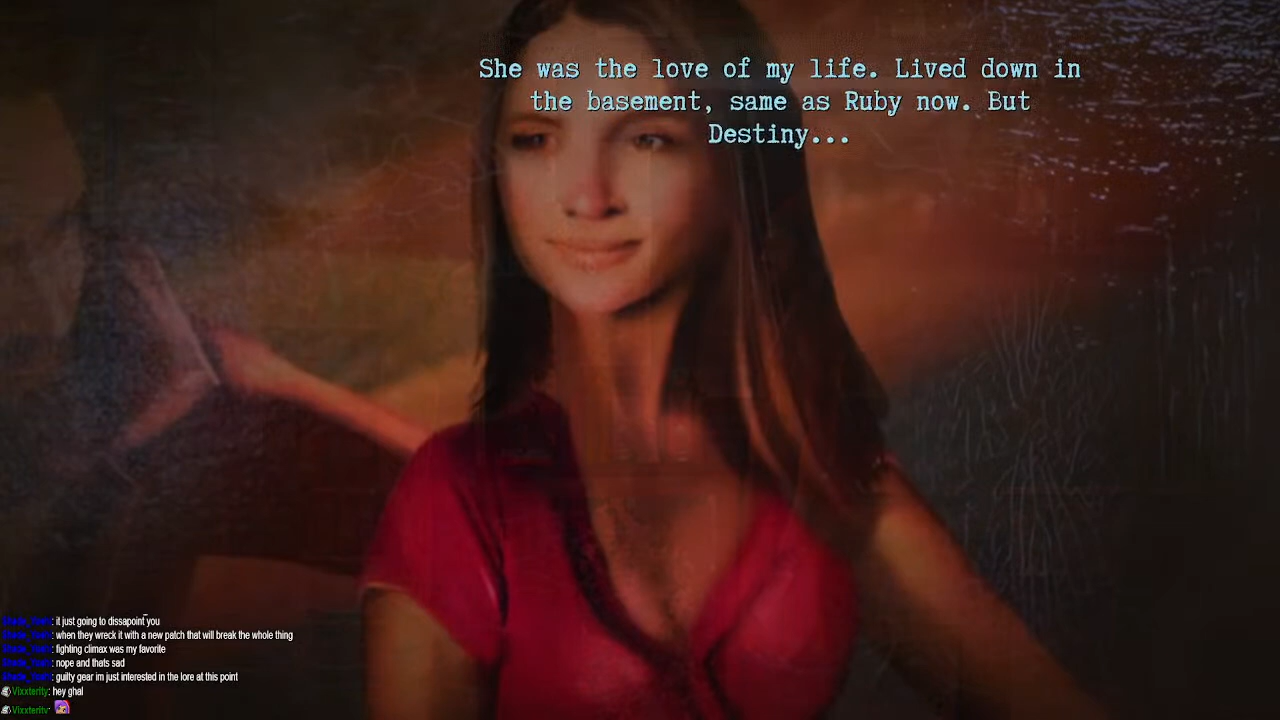 She was the love of my life. Lived down in
the basement, same as Ruby now. But
Destiny...
: it just going to dissapoint you
: when they wreck it with a new patch that will break the whole thing
: fighting climax was my favorite
: nope and thats sad
: guilty gear im just interested in the lore at this point
Vixxterity: hey ghal
Vixxterity: